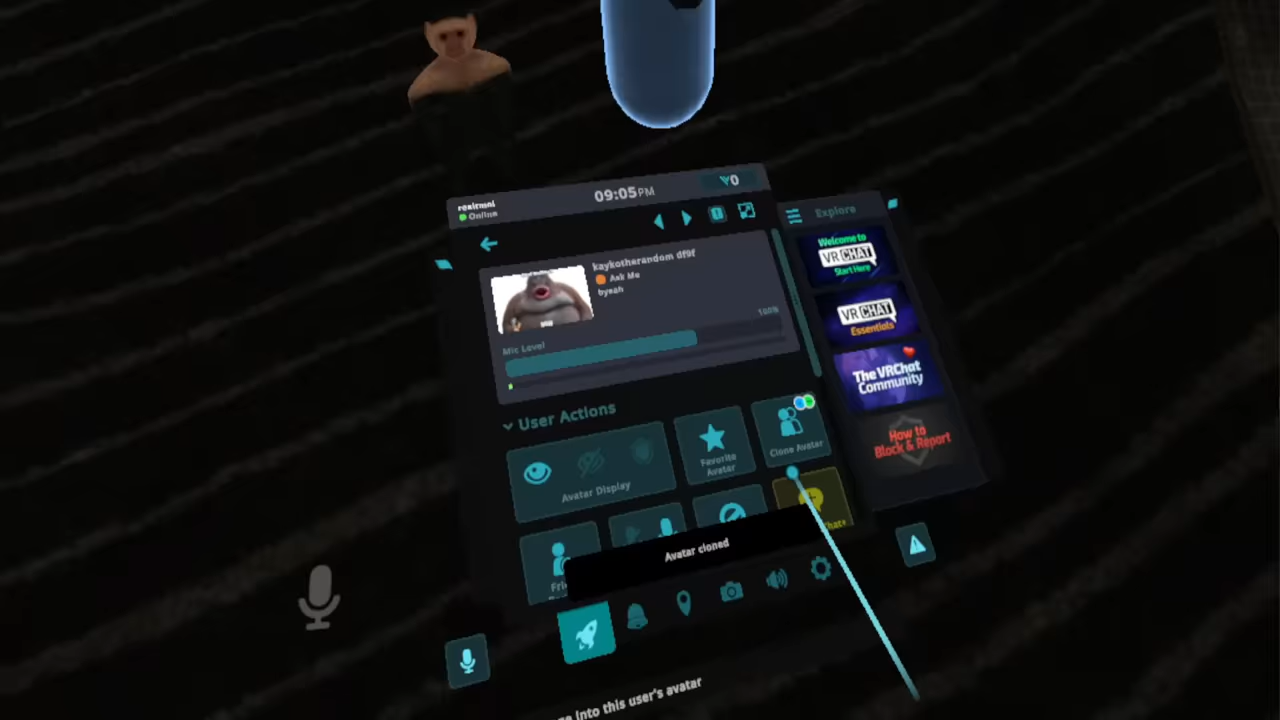 realmoni
Online
09:05PM
0
Explore
kaykotherandom df9f
Ask Me
byeah
Mic Level
100%
Welcome to
VRCHAT
Start Here
VRCHAT
Essentials
The VRChat
Community
How to
Block & Report
User Actions
Avatar Display
Favorite
Avatar
Clone Avatar
Avatar cloned
into this user's avatar